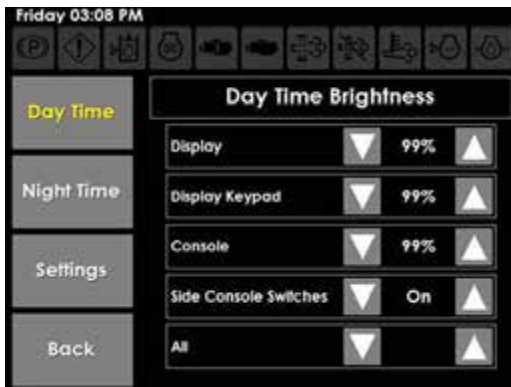 Friday 03:08 PM
Day Time
Night Time
Settings
Back
Day Time Brightness
Display 99%
Display Keypad 99%
Console 99%
Side Console Switches On
All